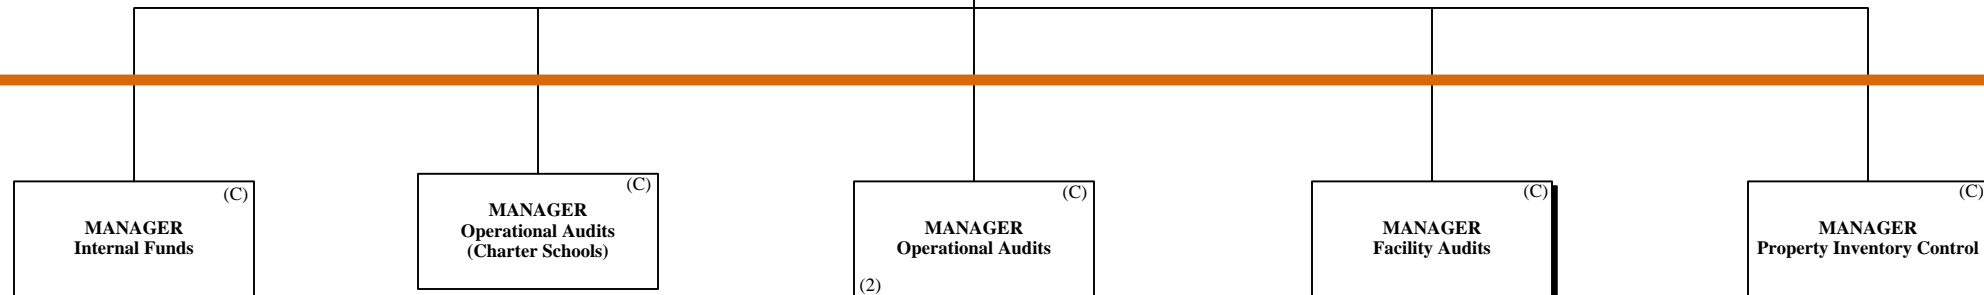 (C)
MANAGER
Internal Funds
(C)
MANAGER
Operational Audits
(Charter Schools)
(C)
MANAGER
Operational Audits
(2)
(C)
MANAGER
Facility Audits
(C)
MANAGER
Property Inventory Control